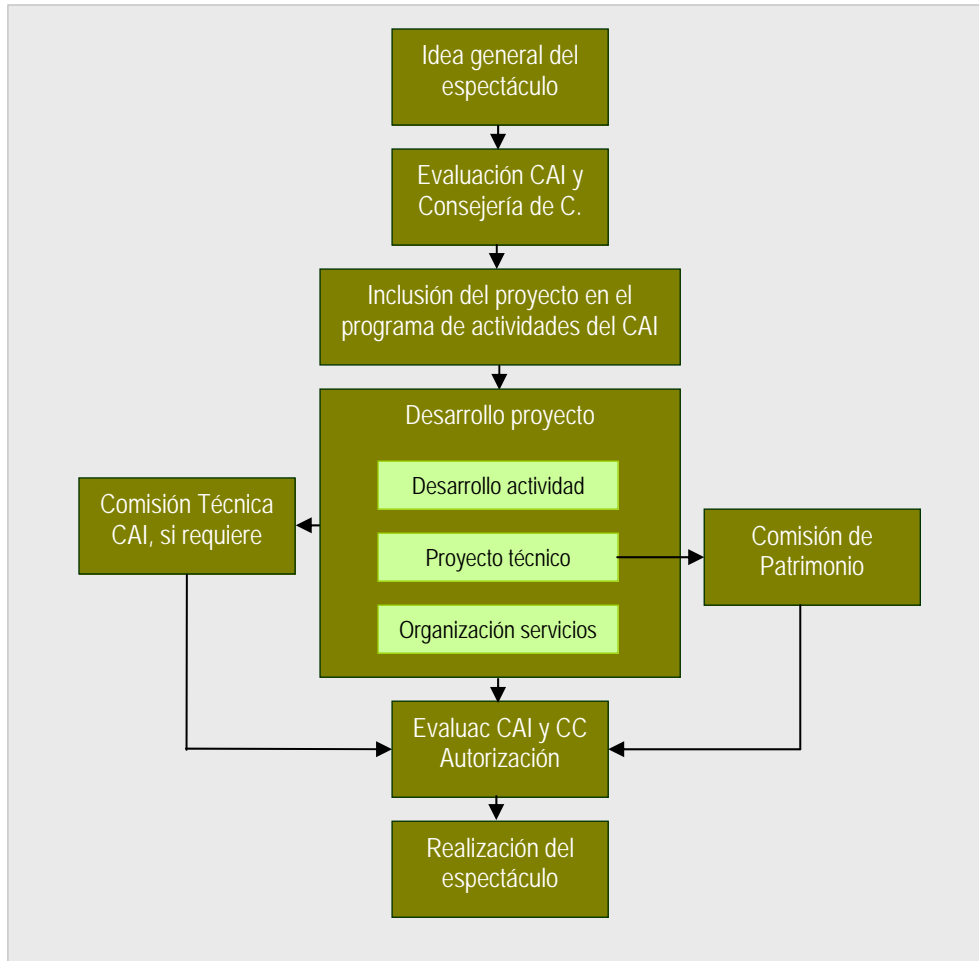 Idea general del
espectáculo
Evaluación CAI y
Consejería de C.
Inclusión del proyecto en el
programa de actividades del CAI
Desarrollo proyecto
Desarrollo actividad
Comisión Técnica
CAI, si requiere
Proyecto técnico
Comisión de
Patrimonio
Organización servicios
Evaluac CAI y CC
Autorización
Realización del
espectáculo